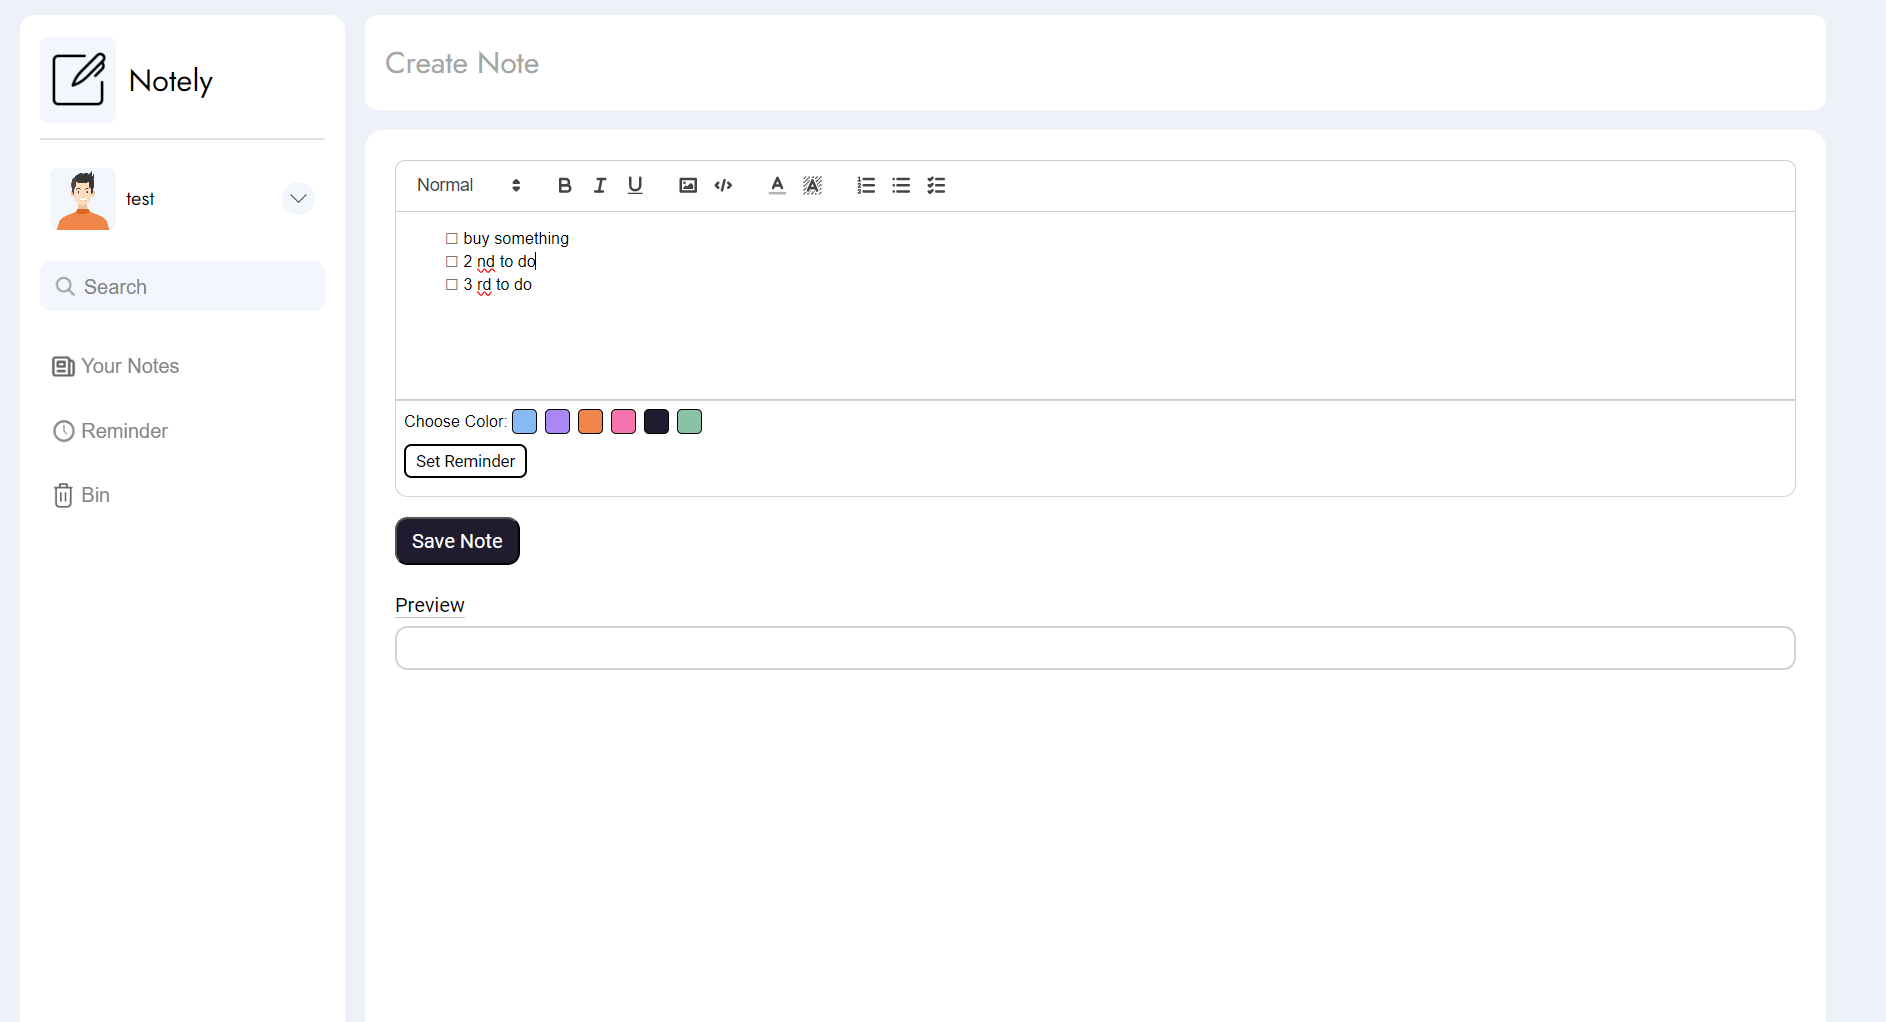 Notely
test
Search
Your Notes
Reminder
Bin
Create Note
Normal
buy something
2 nd to do
3 rd to do
Choose Color:
Set Reminder
Save Note
Preview